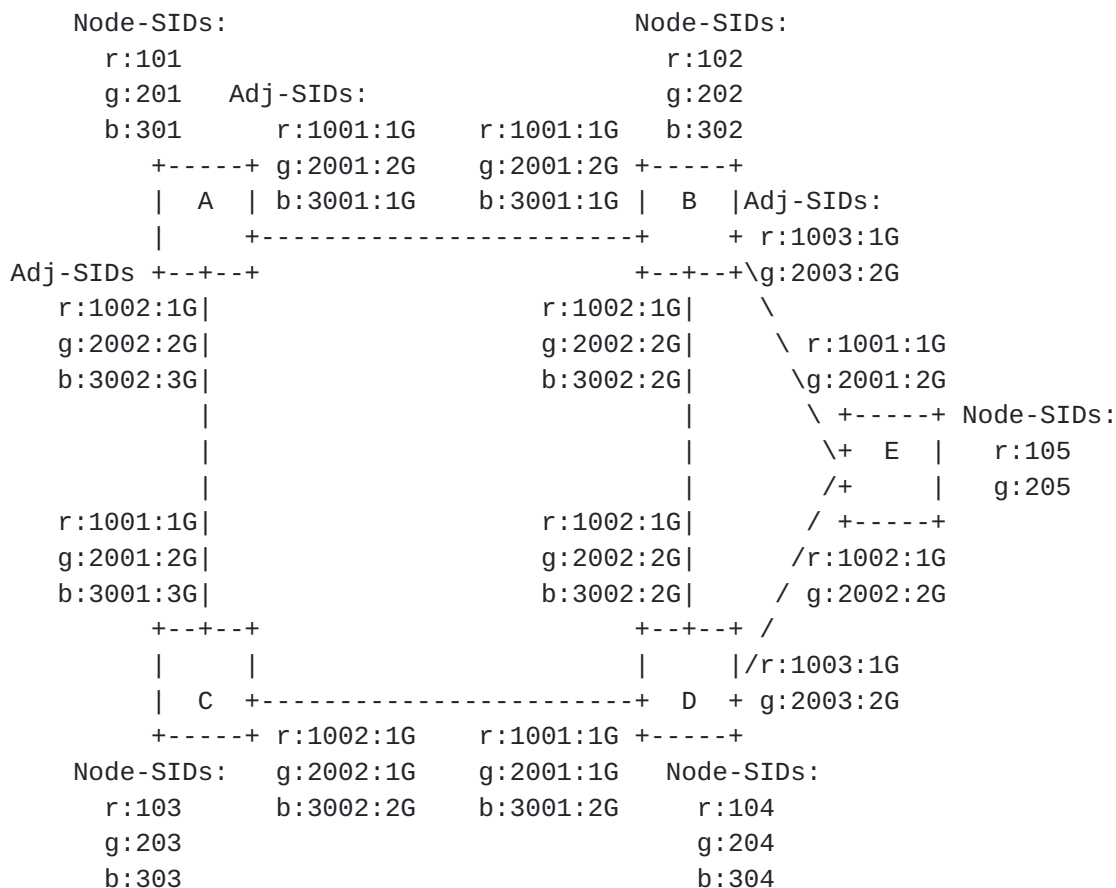 Node-SIDs: Node-SIDs:
r:101 r:102
g:201 Adj-SIDs: g:202
b:301 r:1001:1G r:1001:1G b:302
g:2001:2G g:2001:2G
A b:3001:1G b:3001:1G B Adj-SIDs:
r:1003:1G
Adj-SIDs g:2003:2G
r:1002:1G r:1002:1G
g:2002:2G g:2002:2G r:1001:1G
b:3002:3G b:3002:2G g:2001:2G
Node-SIDs:
E r:105
g:205
r:1001:1G r:1002:1G
g:2001:2G g:2002:2G r:1002:1G
b:3001:3G b:3002:2G g:2002:2G
r:1003:1G
C D g:2003:2G
r:1002:1G r:1001:1G
Node-SIDs: g:2002:1G g:2001:1G Node-SIDs:
r:103 b:3002:2G b:3001:2G r:104
g:203 g:204
b:303 b:304